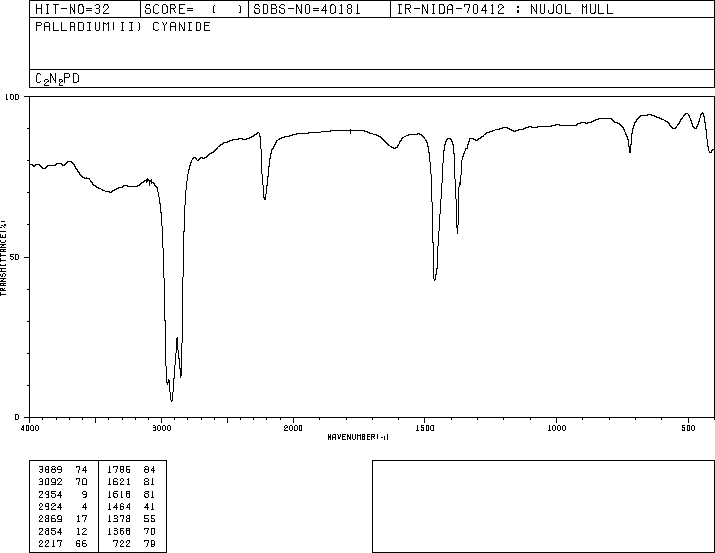 HIT-NO=32 SCORE= ( ) SDBS-NO=40181 IR-NIDA-70412 : NUJOL MULL
PALLADIUM(II) CYANIDE
C2N2PD
100
50
0
TRANSMITTANCE(%)
4000 3000 2000 1500 1000 500
WAVENUMBER(-1)
3889 74 1786 84
3092 70 1621 81
2954 9 1618 81
2924 4 1464 41
2869 17 1378 55
2854 12 1368 70
2217 66 722 79